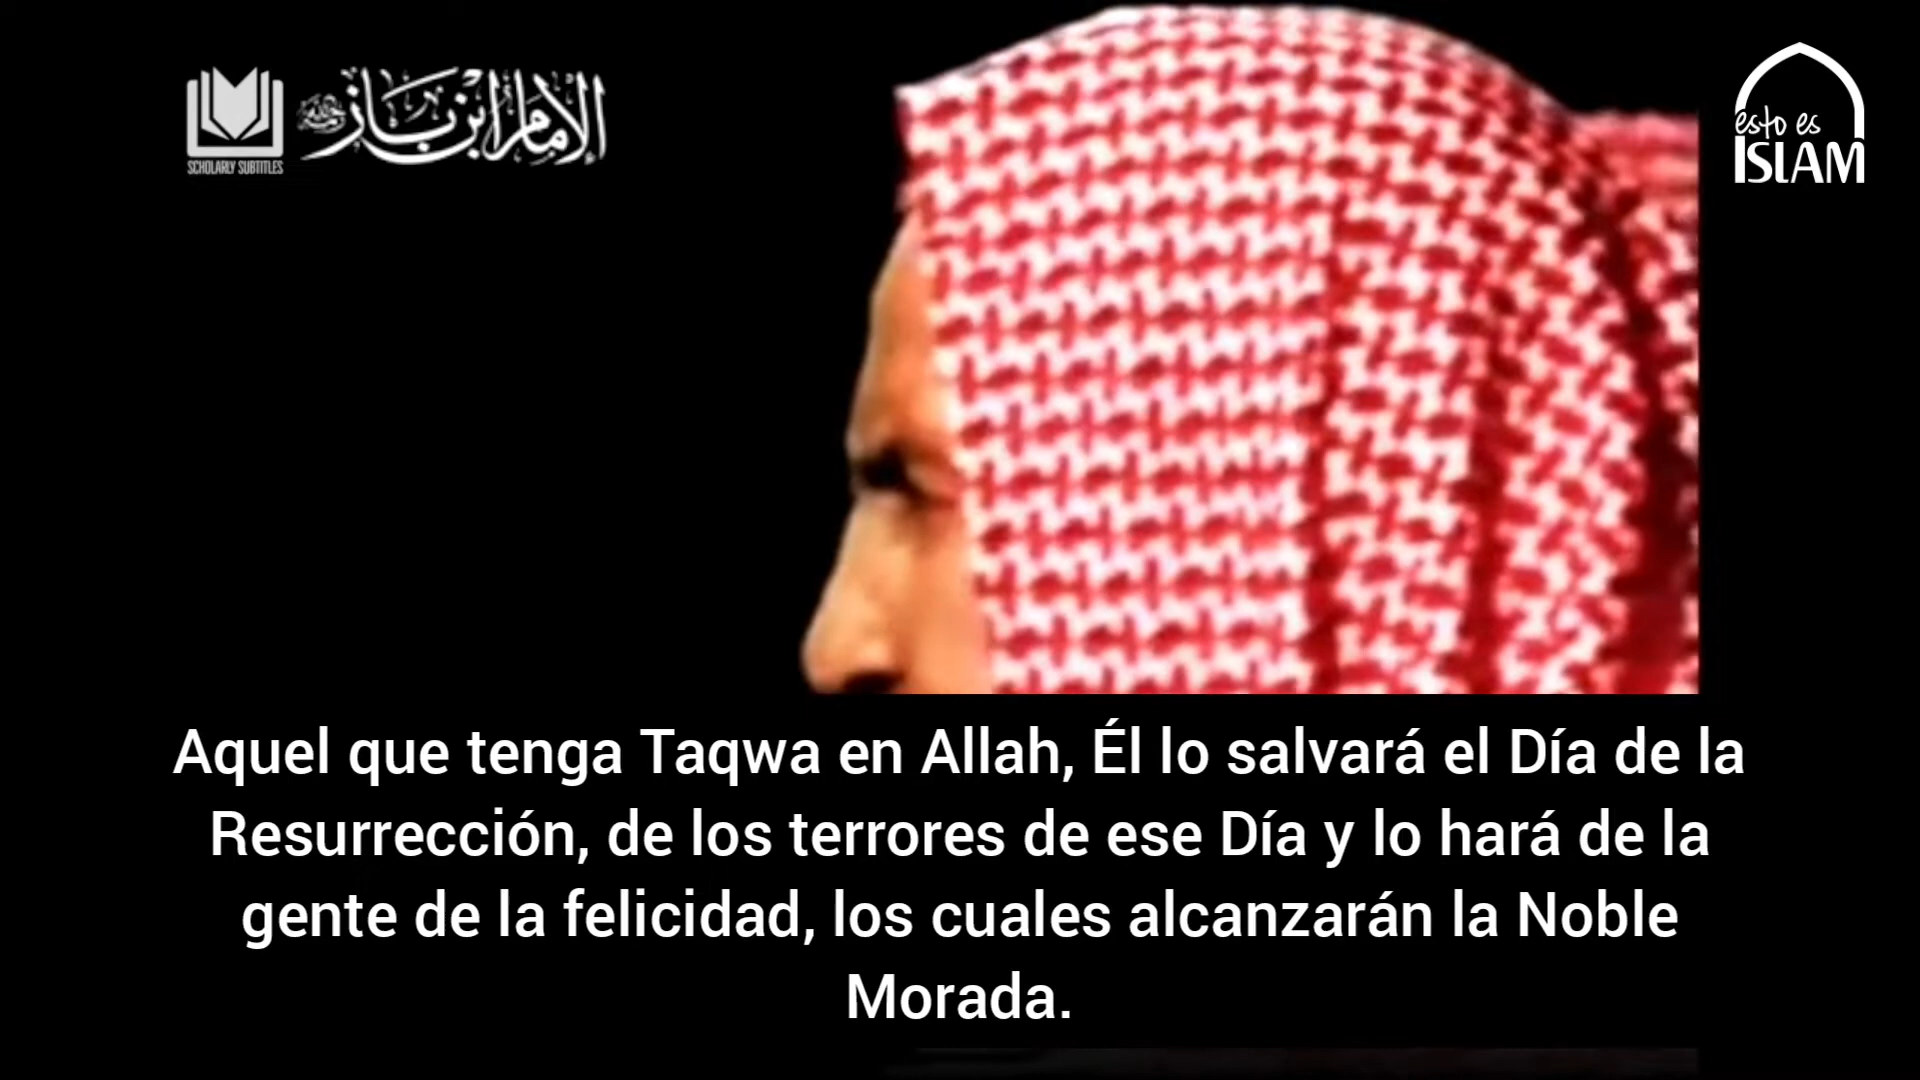 SCHOLARLY SUBTITLES
الإمام ابن باز رحمه الله
esto es
ISLAM
Aquel que tenga Taqwa en Allah, Él lo salvará el Día de la
Resurrección, de los terrores de ese Día y lo hará de la
gente de la felicidad, los cuales alcanzarán la Noble
Morada.